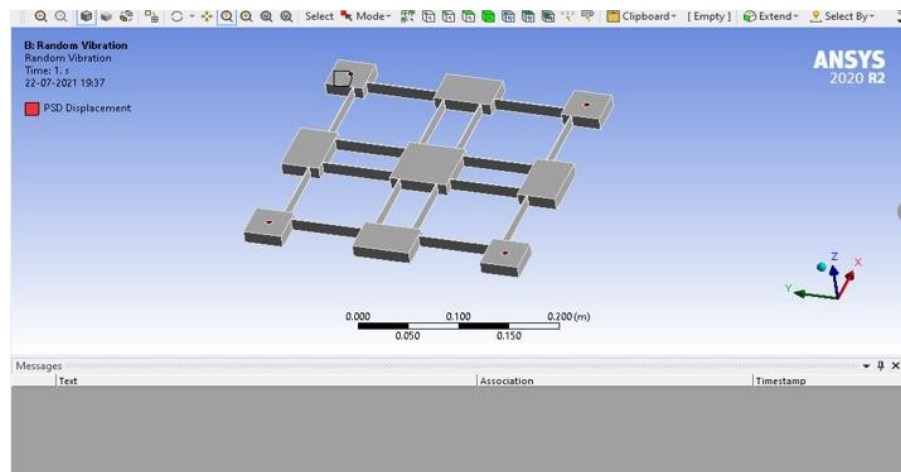 Select Mode Clipboard [Empty] Extend Select By
B: Random Vibration
Random Vibration
Time: 1. s
22-07-2021 19:37
PSD Displacement
ANSYS
2020 R2
Z
X
Y
0.000 0.100 0.200 (m)
0.050 0.150
Messages
Text Association Timestamp